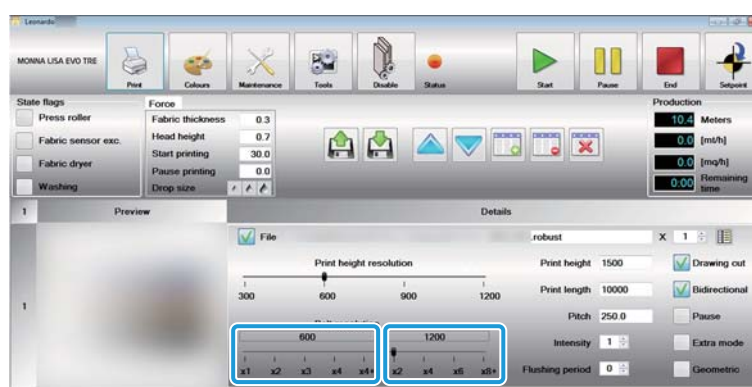 Leonardo
MONNA LISA EVO TRE
Print
Colours
Maintenance
Tools
Disable
Status
Start
Pause
End
Setpoint
State flags
Press roller
Fabric sensor exc.
Fabric dryer
Washing
Force
Fabric thickness 0.3
Head height 0.7
Start printing 30.0
Pause printing 0.0
Drop size
Production
10.4 Meters
0.0 [mt/h]
0.0 [mq/h]
0:00 Remaining time
1 Preview Details
1
File .robust X 1
Print height resolution
300 600 900 1200
600
x1 x2 x3 x4 x4+
1200
x2 x4 x6 x8+
Print height 1500
Print length 10000
Pitch 250.0
Intensity 1
Flushing period 0
Drawing cut
Bidirectional
Pause
Extra mode
Geometric